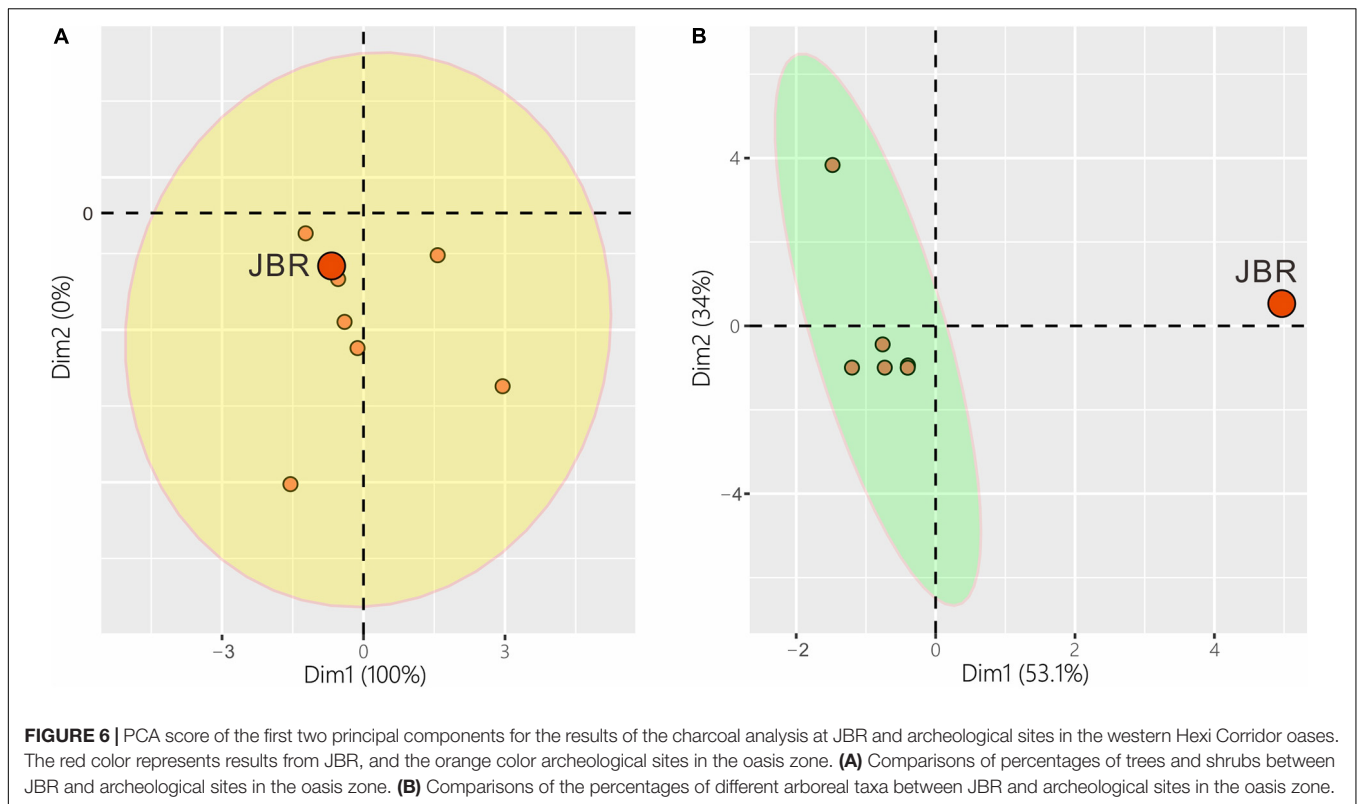 A
B
JBR
0
Dim2 (0%)
−3
0
3
Dim1 (100%)
JBR
4
0
−4
Dim2 (34%)
−2
0
2
4
Dim1 (53.1%)
FIGURE 6 | PCA score of the first two principal components for the results of the charcoal analysis at JBR and archeological sites in the western Hexi Corridor oases.
The red color represents results from JBR, and the orange color archeological sites in the oasis zone. (A) Comparisons of percentages of trees and shrubs between
JBR and archeological sites in the oasis zone. (B) Comparisons of the percentages of different arboreal taxa between JBR and archeological sites in the oasis zone.